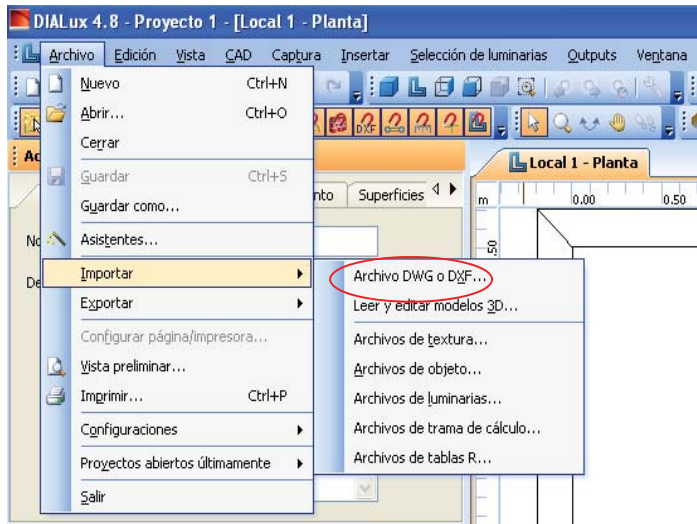 DIALux 4.8 - Proyecto 1 - [Local 1 - Planta]
Archivo Edición Vista CAD Captura Insertar Selección de luminarias Outputs Ventana
Nuevo Ctrl+N
Abrir... Ctrl+O
DXF
Cerrar
Local 1 - Planta
Guardar Ctrl+S
nto Superficies
m 0.00 0.50
Guardar como...
Asistentes...
.50
Importar
Archivo DWG o DXF...
Exportar
Leer y editar modelos 3D...
Configurar página/impresora...
Archivos de textura...
Vista preliminar...
Archivos de objeto...
Imprimir... Ctrl+P
Archivos de luminarias...
Configuraciones
Archivos de trama de cálculo...
Proyectos abiertos últimamente
Archivos de tablas R...
Salir